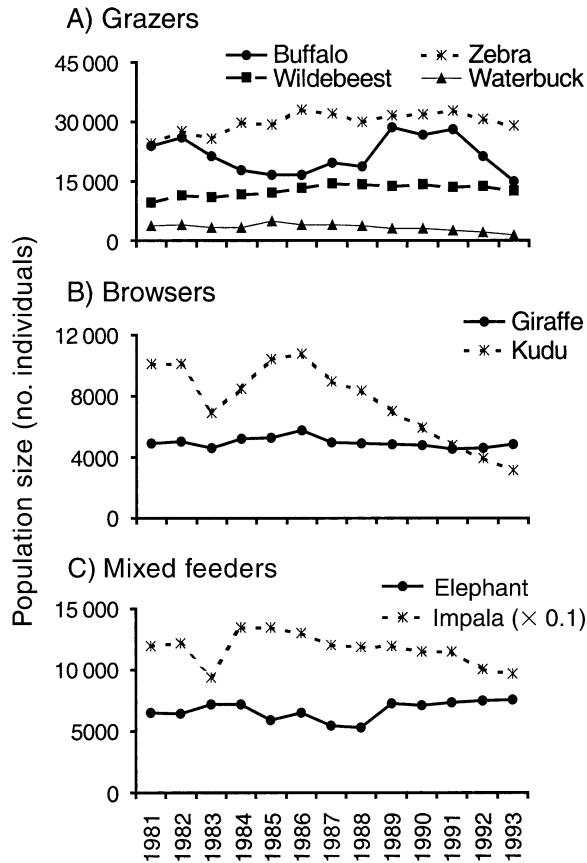 A) Grazers
Buffalo Zebra
Wildebeest Waterbuck
45 000
30 000
15 000
0
Population size (no. individuals)
B) Browsers
Giraffe
Kudu
12 000
8000
4000
0
C) Mixed feeders
Elephant
Impala (× 0.1)
15 000
10 000
5000
0
1981 1982 1983 1984 1985 1986 1987 1988 1989 1990 1991 1992 1993